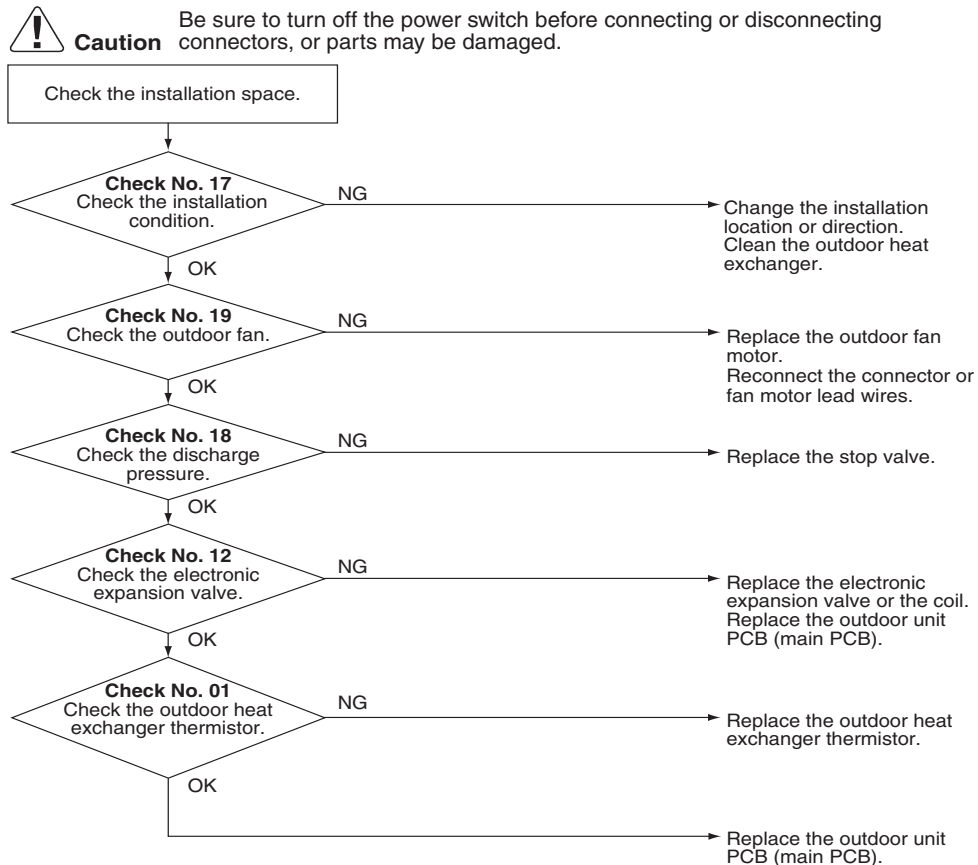 Be sure to turn off the power switch before connecting or disconnecting
Caution connectors, or parts may be damaged.
Check the installation space.
Check No. 17
Check the installation
condition.
NG
Change the installation
location or direction.
Clean the outdoor heat
exchanger.
OK
Check No. 19
Check the outdoor fan.
NG
Replace the outdoor fan
motor.
Reconnect the connector or
fan motor lead wires.
OK
Check No. 18
Check the discharge
pressure.
NG
Replace the stop valve.
OK
Check No. 12
Check the electronic
expansion valve.
NG
Replace the electronic
expansion valve or the coil.
Replace the outdoor unit
PCB (main PCB).
OK
Check No. 01
Check the outdoor heat
exchanger thermistor.
NG
Replace the outdoor heat
exchanger thermistor.
OK
Replace the outdoor unit
PCB (main PCB).